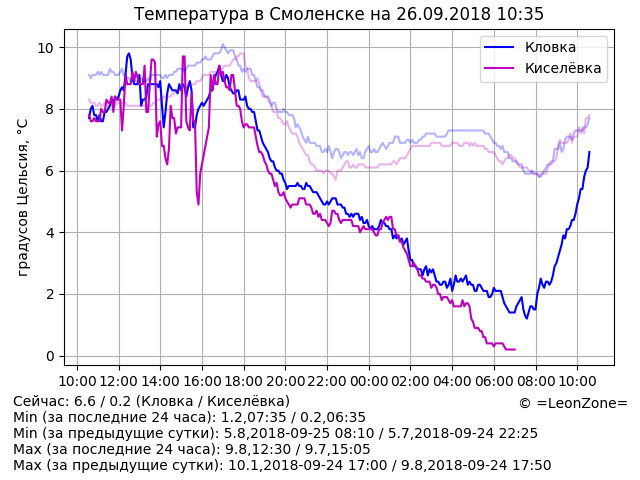 Температура в Смоленске на 26.09.2018 10:35
Кловка
Киселёвка
градусов Цельсия, °C
10
8
6
4
2
0
10:00 12:00 14:00 16:00 18:00 20:00 22:00 00:00 02:00 04:00 06:00 08:00 10:00
Сейчас: 6.6 / 0.2 (Кловка / Киселёвка)
© =LeonZone=
Min (за последние 24 часа): 1.2,07:35 / 0.2,06:35
Min (за предыдущие сутки): 5.8,2018-09-25 08:10 / 5.7,2018-09-24 22:25
Max (за последние 24 часа): 9.8,12:30 / 9.7,15:05
Max (за предыдущие сутки): 10.1,2018-09-24 17:00 / 9.8,2018-09-24 17:50